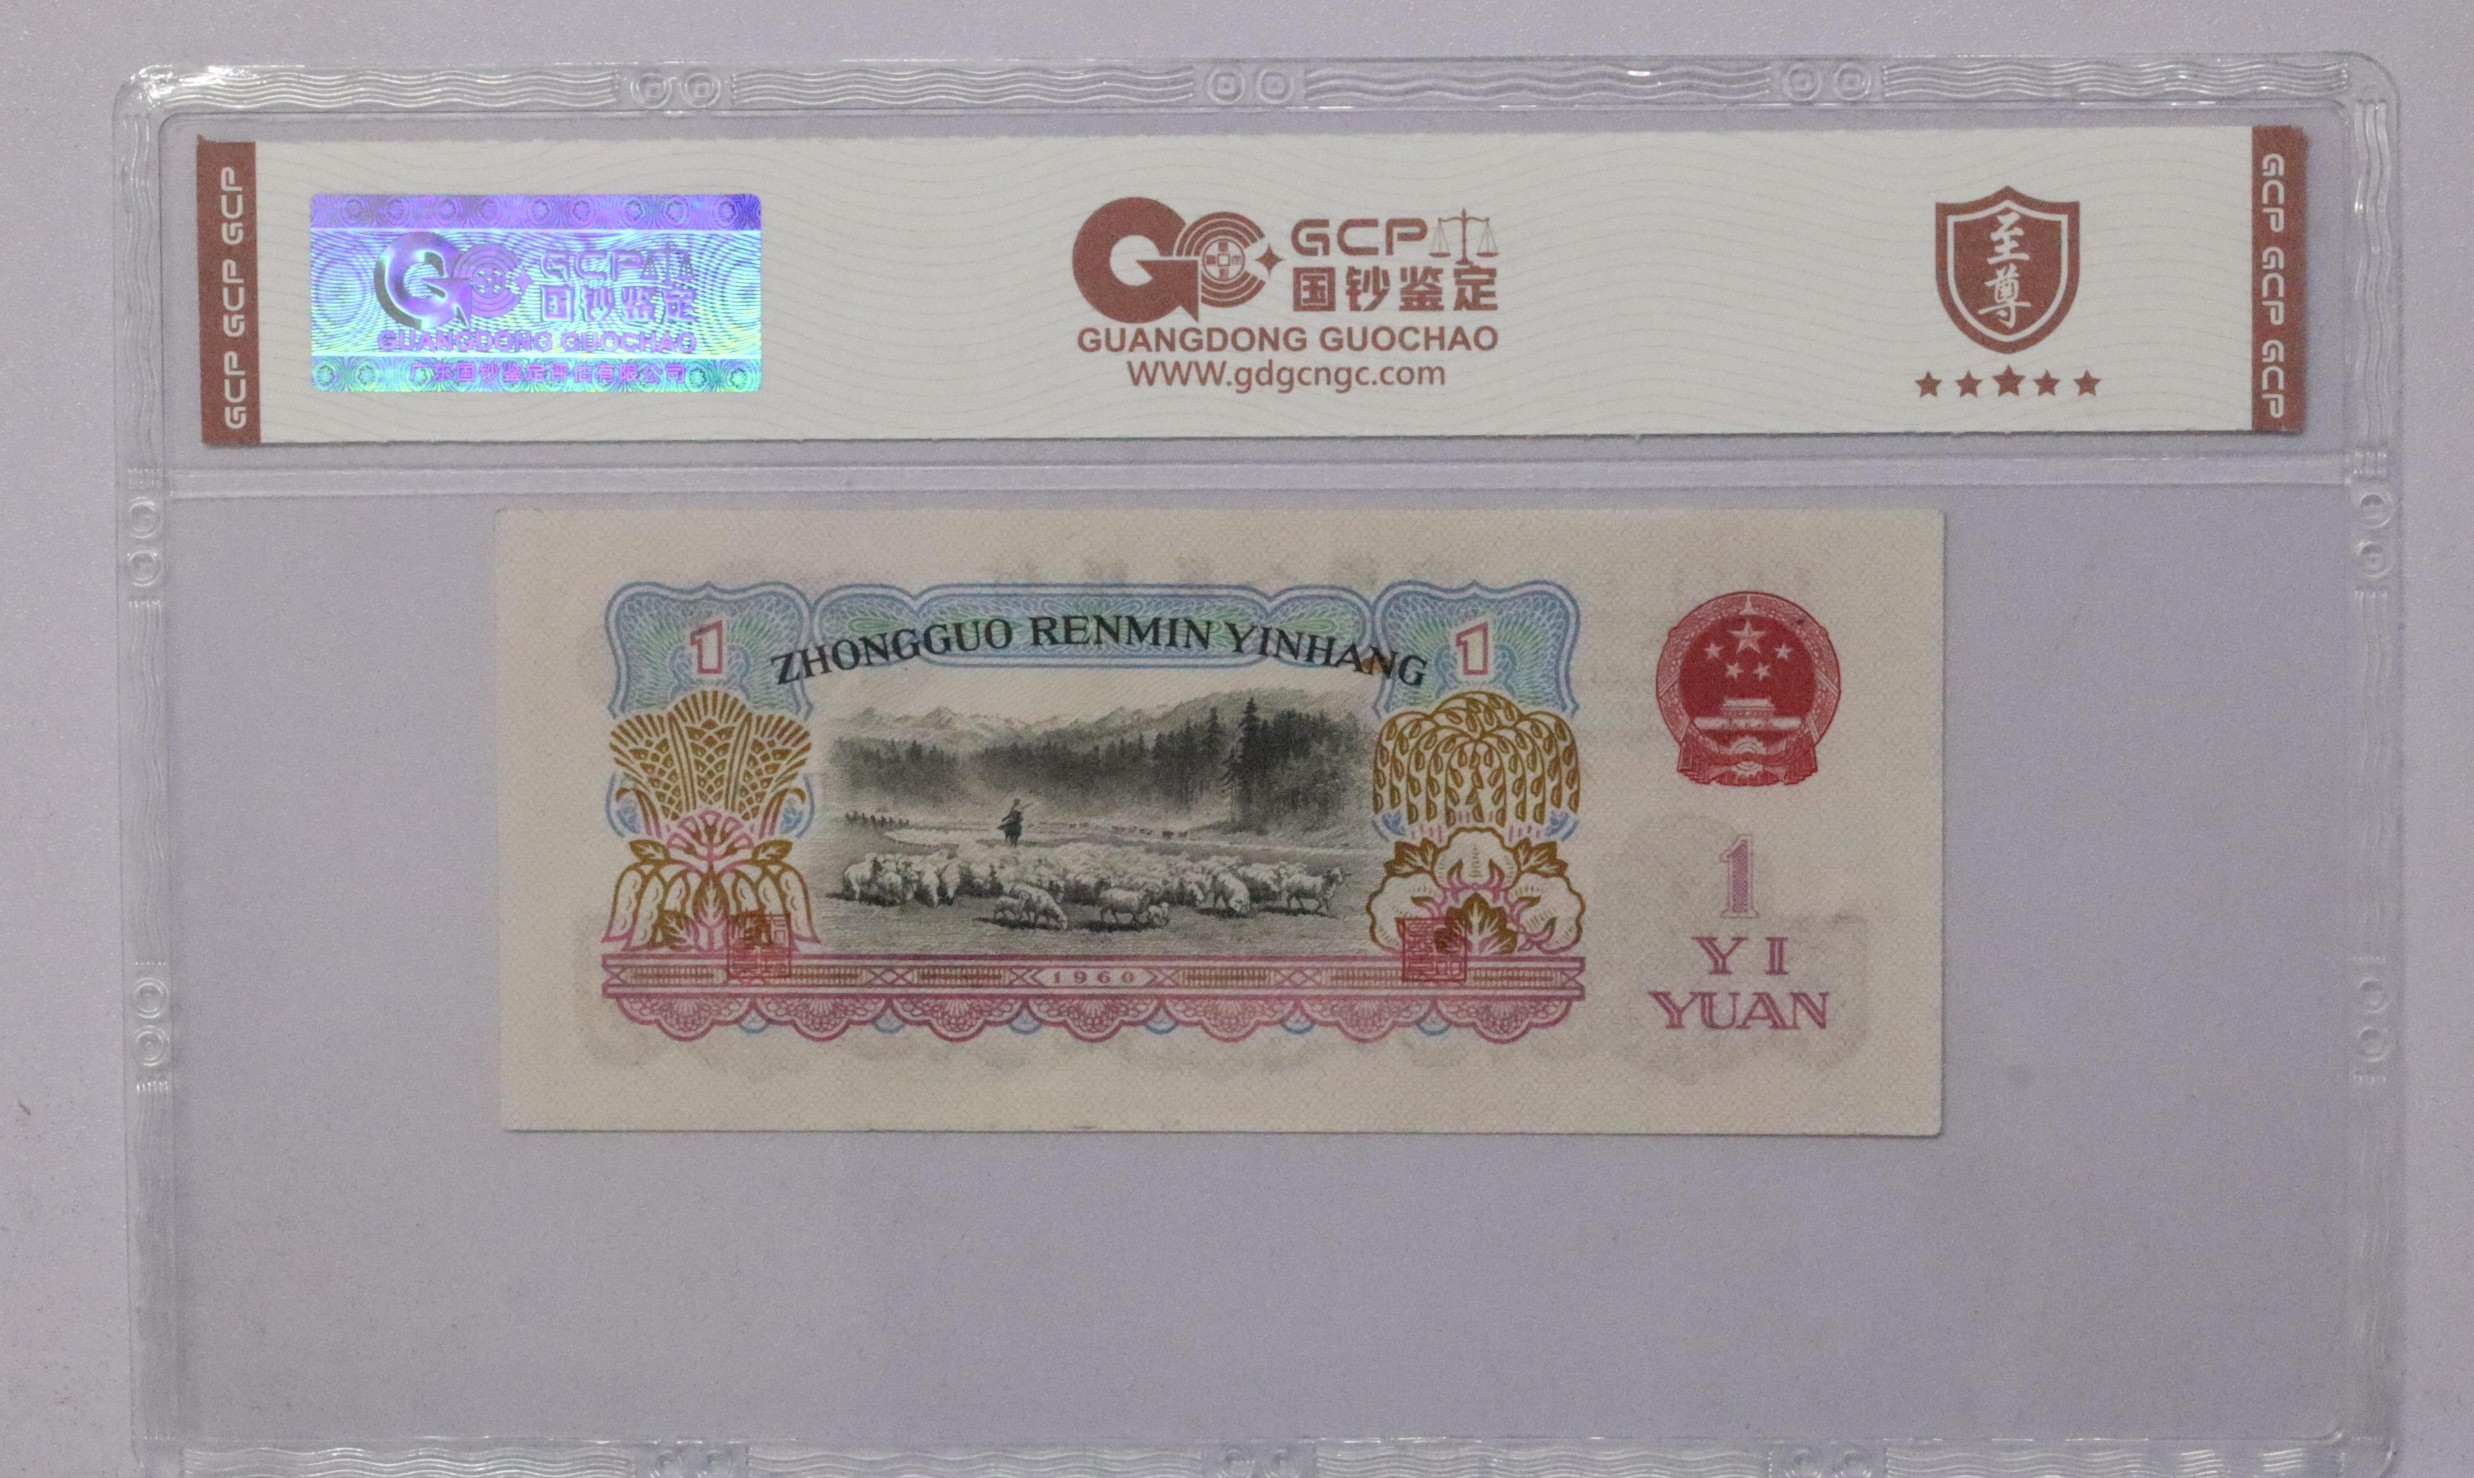 GCP GCP GCP
GCP
国钞鉴定
GUANGDONG GUOCHAO
广东国钞鉴定评估有限公司
GCP
国钞鉴定
GUANGDONG GUOCHAO
www.gdgcngc.com
至尊
GCP GCP GCP
1
ZHONGGUO RENMIN YINHANG
1
1960
1
YI
YUAN